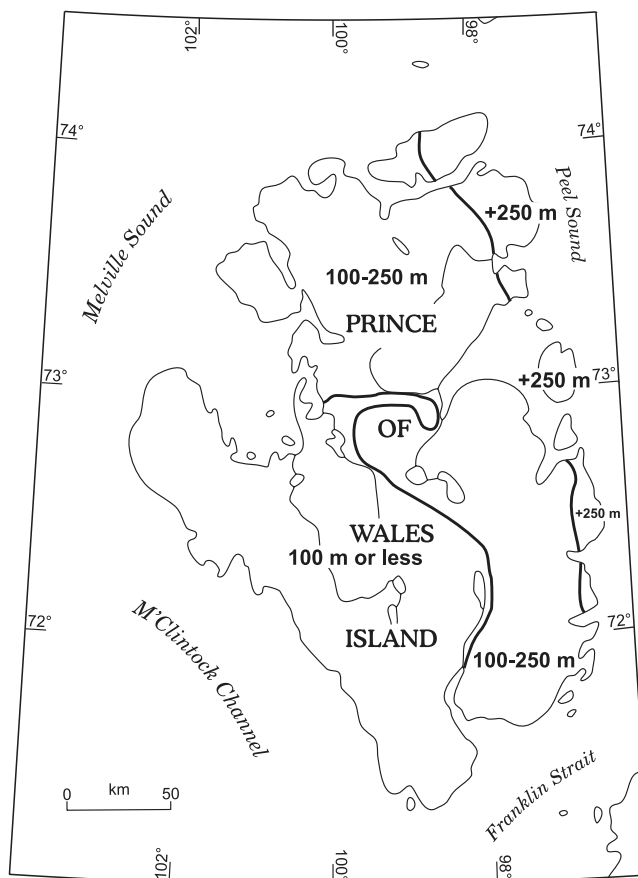 102°
100°
98°
74°
74°
Peel Sound
+250 m
Melville Sound
100-250 m
PRINCE
73°
73°
+250 m
OF
+250 m
WALES
100 m or less
M'Clintock Channel
72°
72°
ISLAND
100-250 m
Franklin Strait
0 km 50
102°
100°
98°